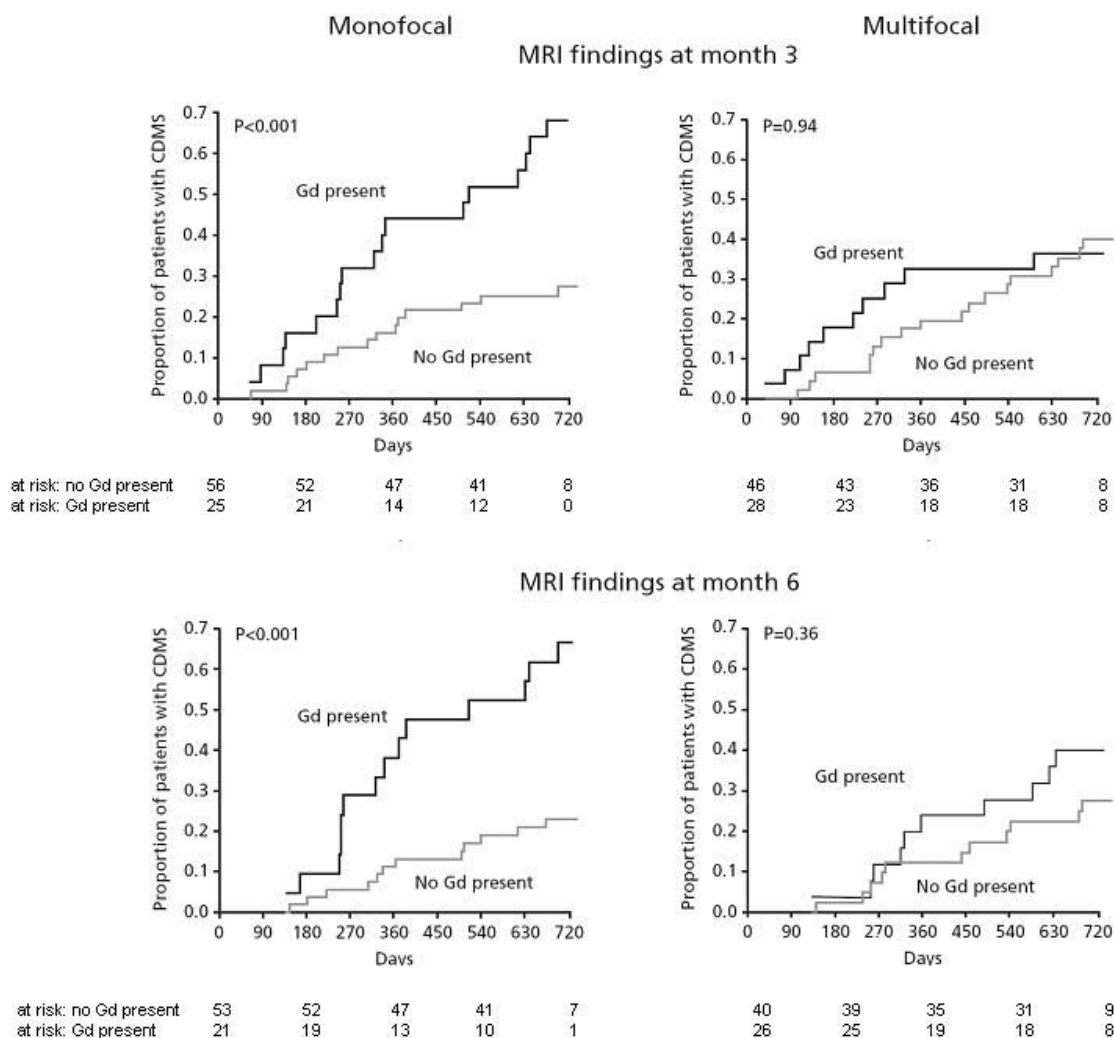 Monofocal Multifocal
MRI findings at month 3
Proportion of patients with CDMS
0.7
0.6
0.5
0.4
0.3
0.2
0.1
0.0
P<0.001
Gd present
No Gd present
0 90 180 270 360 450 540 630 720
Days
Proportion of patients with CDMS
0.7
0.6
0.5
0.4
0.3
0.2
0.1
0.0
P=0.94
Gd present
No Gd present
0 90 180 270 360 450 540 630 720
Days
at risk: no Gd present 56 52 47 41 8 46 43 36 31 8
at risk: Gd present 25 21 14 12 0 28 23 18 18 8
MRI findings at month 6
Proportion of patients with CDMS
0.7
0.6
0.5
0.4
0.3
0.2
0.1
0.0
P<0.001
Gd present
No Gd present
0 90 180 270 360 450 540 630 720
Days
Proportion of patients with CDMS
0.7
0.6
0.5
0.4
0.3
0.2
0.1
0.0
P=0.36
Gd present
No Gd present
0 90 180 270 360 450 540 630 720
Days
at risk: no Gd present 53 52 47 41 7 40 39 35 31 9
at risk: Gd present 21 19 13 10 1 26 25 19 18 8